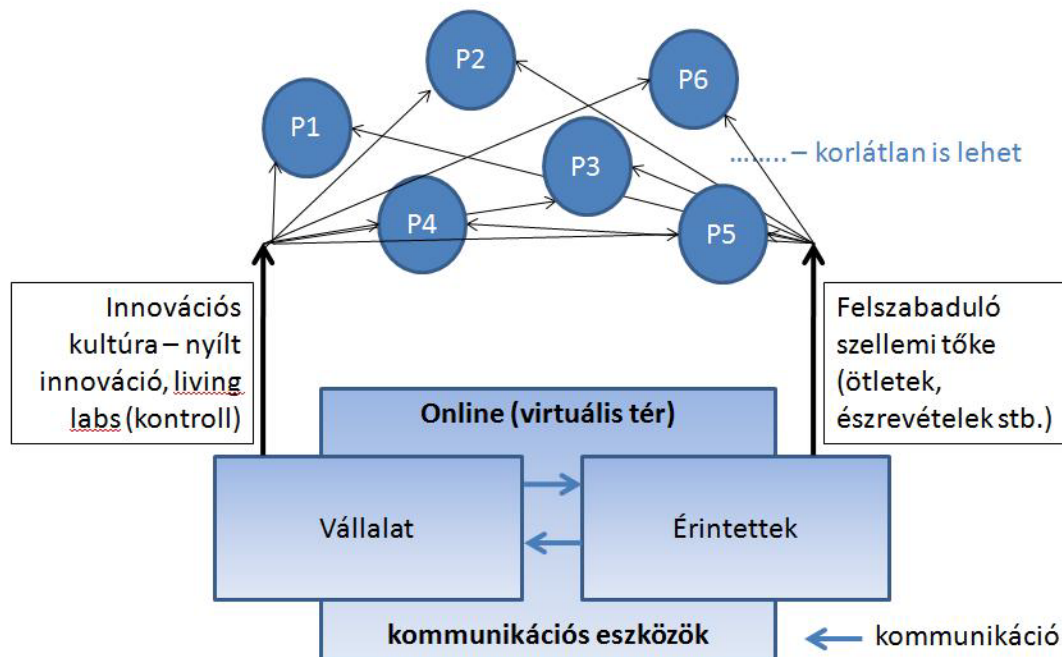 P2
P6
P1
P3
........ – korlátlan is lehet
P4
P5
Innovációs
kultúra – nyílt
innováció, living
labs (kontroll)
Felszabaduló
szellemi tőke
(ötletek,
észrevételek stb.)
Online (virtuális tér)
Vállalat
Érintettek
kommunikációs eszközök
kommunikáció